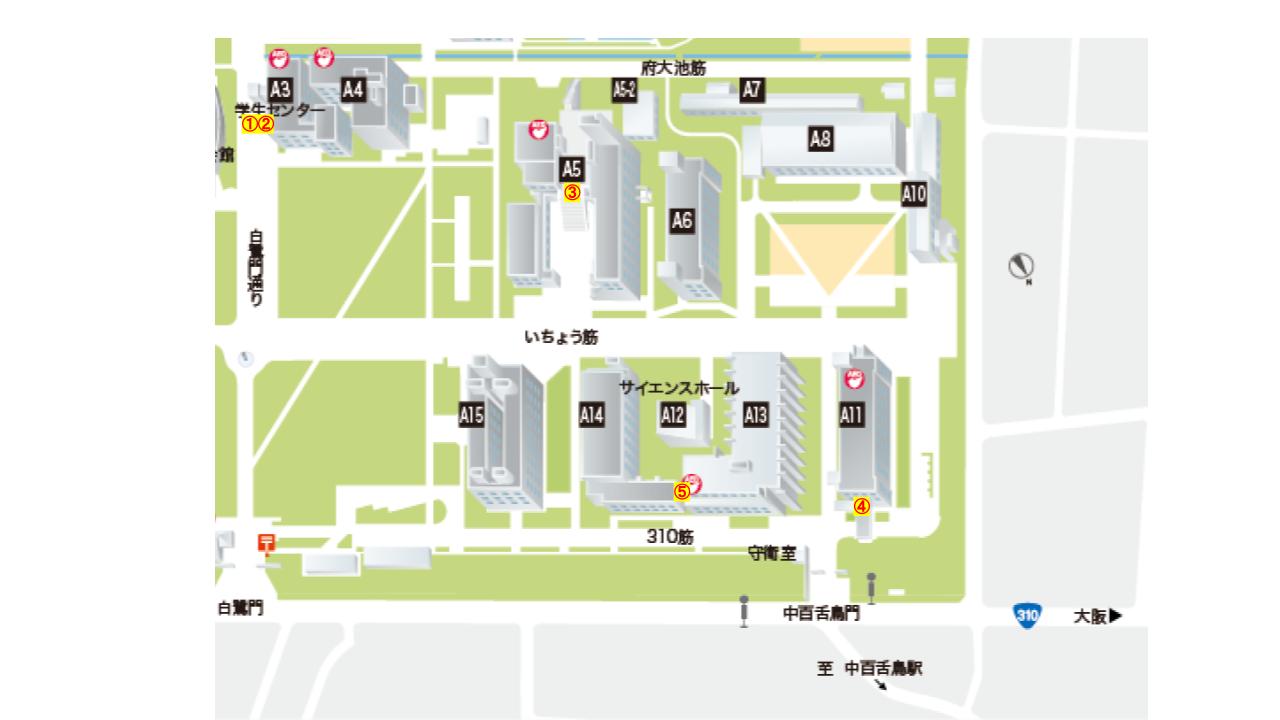 府大池筋
A3
A4
A5-2
A7
学生センター
①②
館
A8
A5
③
A6
A10
白鷺門通り
N
いちょう筋
サイエンスホール
A15
A14
A12
A13
A11
⑤
④
310筋
守衛室
白鷺門
中百舌鳥門
310
大阪▶
至 中百舌鳥駅